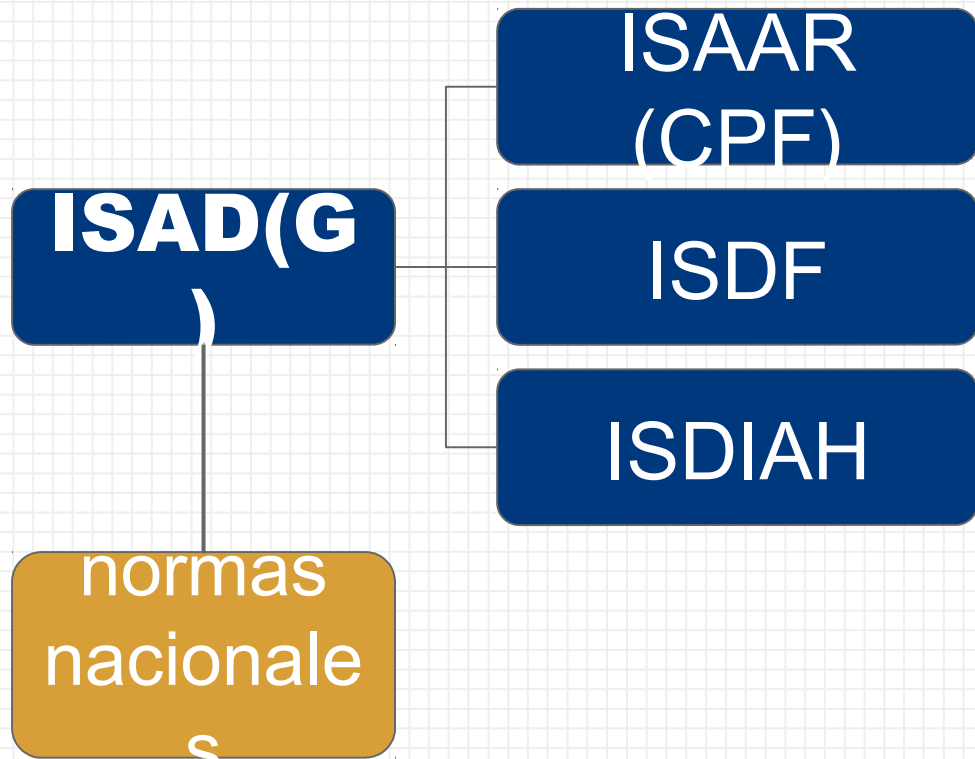 ISAAR
(CPF)
ISAD(G
)
ISDF
ISDIAH
normas
nacionale
s